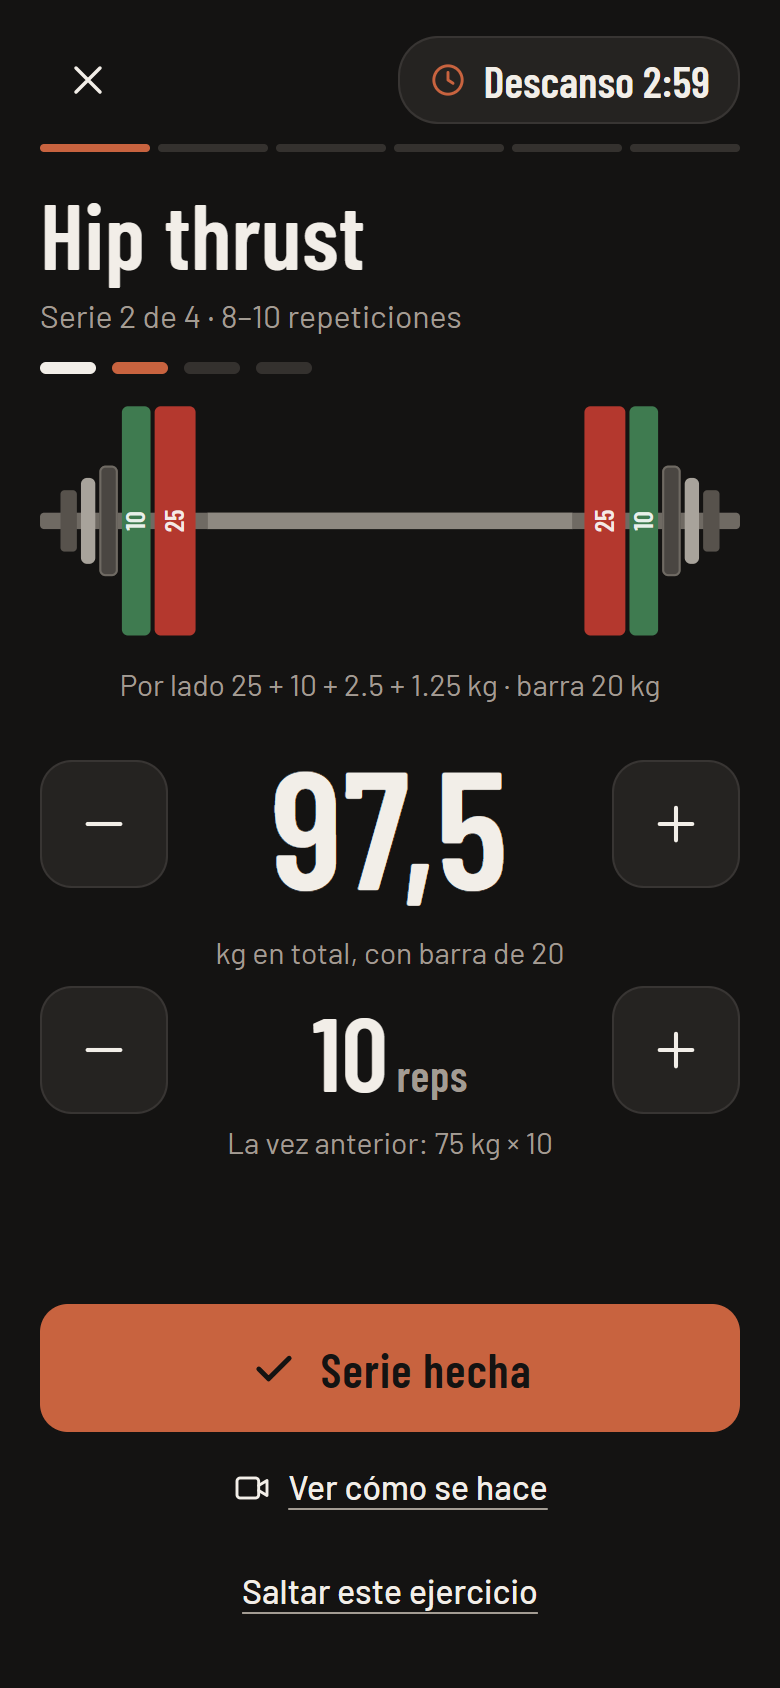 Descanso 2:59
Hip thrust
Serie 2 de 4 · 8–10 repeticiones
10 25 25 10
Por lado 25 + 10 + 2.5 + 1.25 kg · barra 20 kg
97,5
kg en total, con barra de 20
10 reps
La vez anterior: 75 kg × 10
Serie hecha
Ver cómo se hace
Saltar este ejercicio